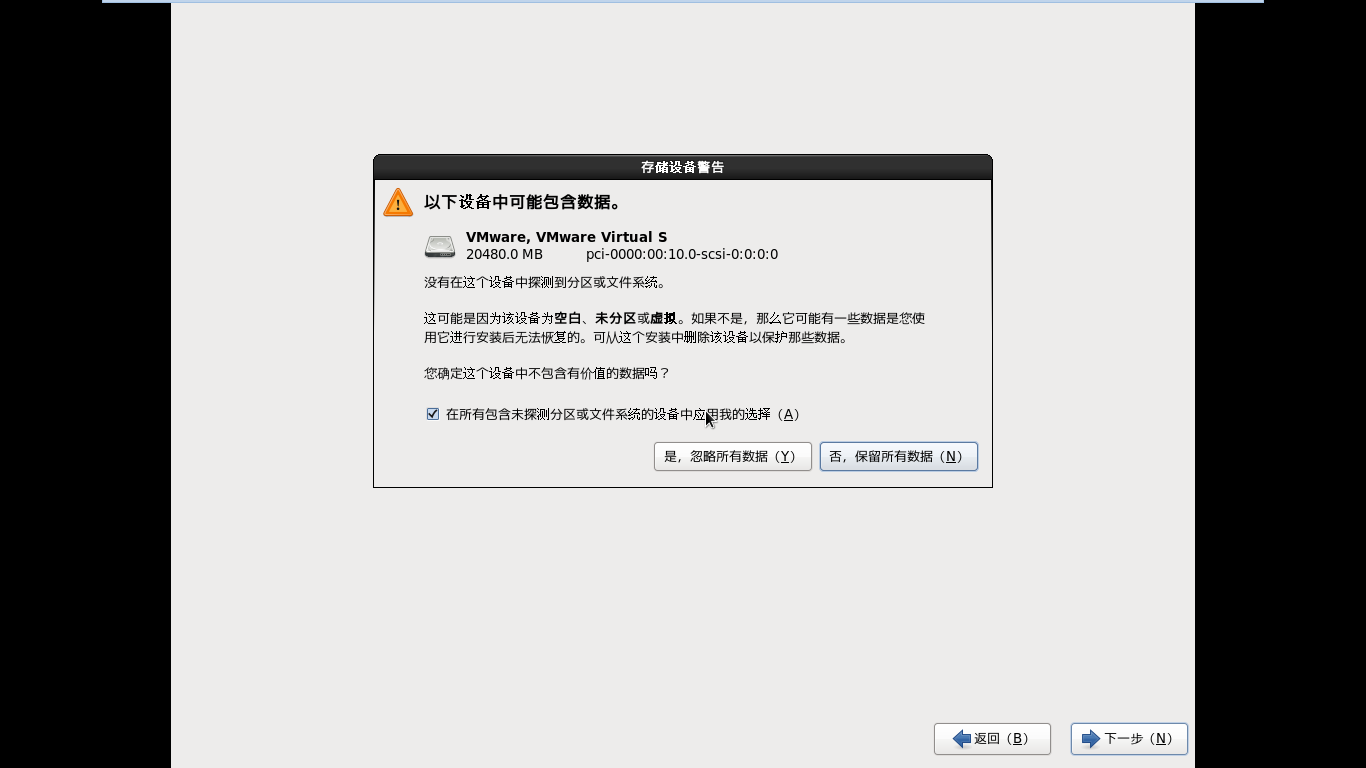 存储设备警告
以下设备中可能包含数据。
VMware, VMware Virtual S
20480.0 MB pci-0000:00:10.0-scsi-0:0:0:0
没有在这个设备中探测到分区或文件系统。
这可能是因为该设备为空白、未分区或虚拟。如果不是，那么它可能有一些数据是您使
用它进行安装后无法恢复的。可从这个安装中删除该设备以保护那些数据。
您确定这个设备中不包含有价值的数据吗？
在所有包含未探测分区或文件系统的设备中应用我的选择（A）
是，忽略所有数据（Y） 否，保留所有数据（N）
返回（B） 下一步（N）